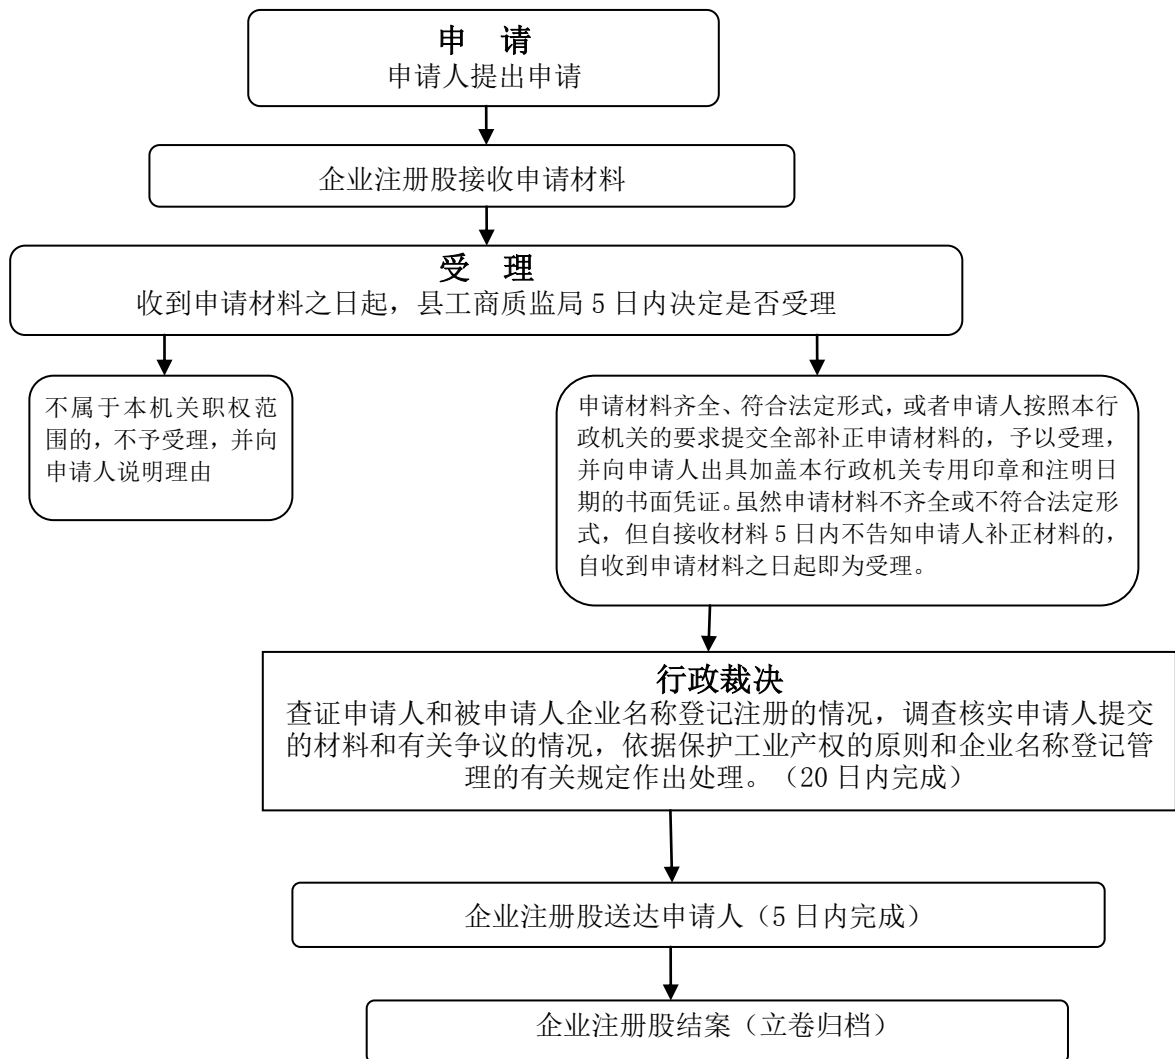 申 请
申请人提出申请
企业注册股接收申请材料
受 理
收到申请材料之日起，县工商质监局 5 日内决定是否受理
不属于本机关职权范
围的，不予受理，并向
申请人说明理由
申请材料齐全、符合法定形式，或者申请人按照本行
政机关的要求提交全部补正申请材料的，予以受理，
并向申请人出具加盖本行政机关专用印章和注明日
期的书面凭证。虽然申请材料不齐全或不符合法定形
式，但自接收材料 5 日内不告知申请人补正材料的，
自收到申请材料之日起即为受理。
行政裁决
查证申请人和被申请人企业名称登记注册的情况，调查核实申请人提交
的材料和有关争议的情况，依据保护工业产权的原则和企业名称登记管
理的有关规定作出处理。（20 日内完成）
企业注册股送达申请人（5 日内完成）
企业注册股结案（立卷归档）